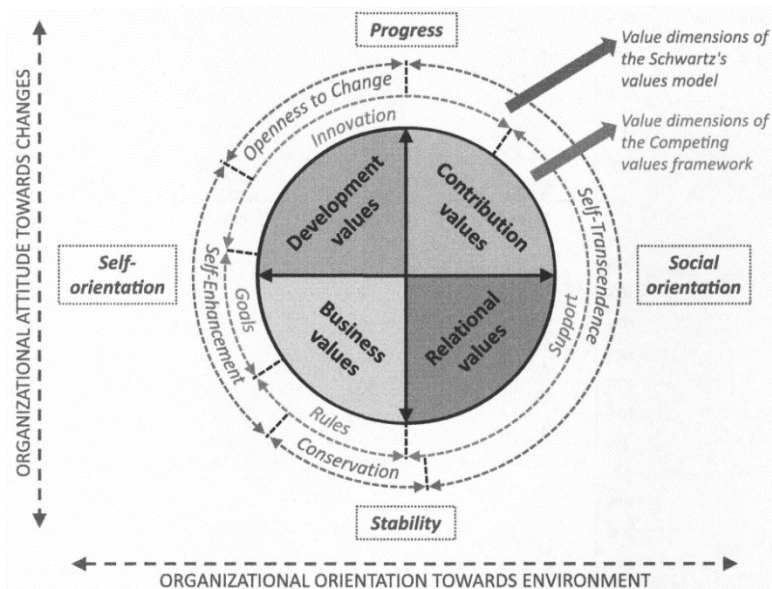 Progress
Value dimensions of
the Schwartz's
values model
Value dimensions of
the Competing
values framework
ORGANIZATIONAL ATTITUDE TOWARDS CHANGES
Openness to Change
Innovation
Development
values
Contribution
values
Self-
orientation
Social
orientation
Self-Enhancement
Goals
Self-Transcendence
Support
Business
values
Relational
values
Rules
Conservation
Stability
ORGANIZATIONAL ORIENTATION TOWARDS ENVIRONMENT